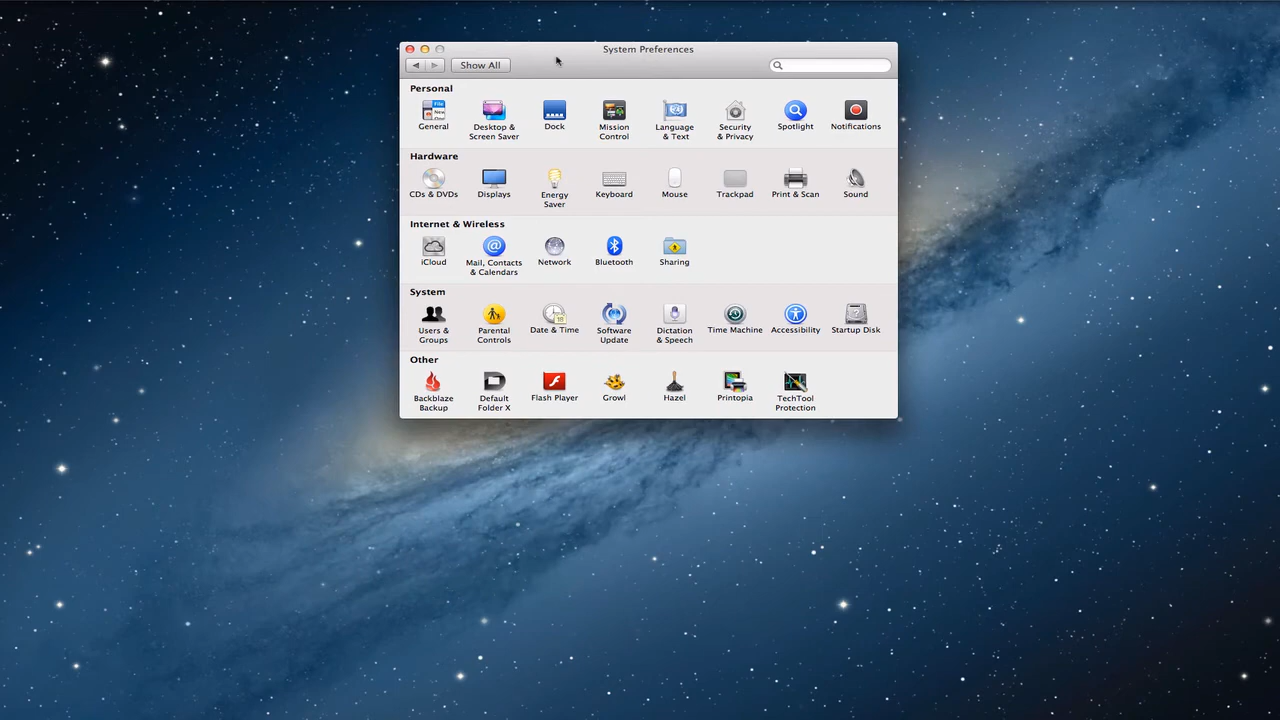 System Preferences
Show All
Personal
General
Desktop &
Screen Saver
Dock
Mission
Control
Language
& Text
Security
& Privacy
Spotlight
Notifications
Hardware
CDs & DVDs
Displays
Energy
Saver
Keyboard
Mouse
Trackpad
Print & Scan
Sound
Internet & Wireless
iCloud
Mail, Contacts
& Calendars
Network
Bluetooth
Sharing
System
Users &
Groups
Parental
Controls
Date & Time
Software
Update
Dictation
& Speech
Time Machine
Accessibility
Startup Disk
Other
Backblaze
Backup
Default
Folder X
Flash Player
Growl
Hazel
Printopia
TechTool
Protection